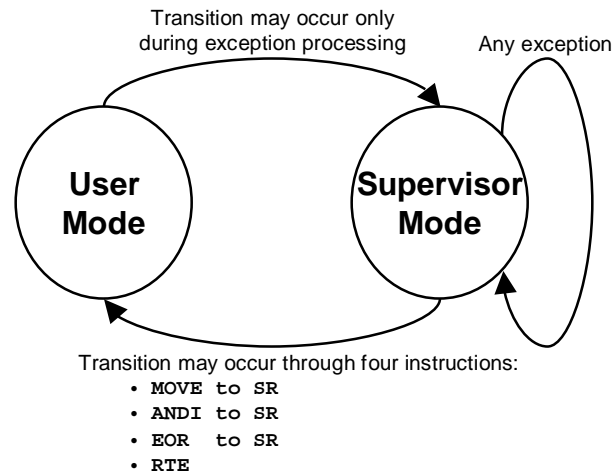 Transition may occur only
during exception processing
Any exception
User
Mode
Supervisor
Mode
Transition may occur through four instructions:
• MOVE to SR
• ANDI to SR
• EOR  to SR
• RTE